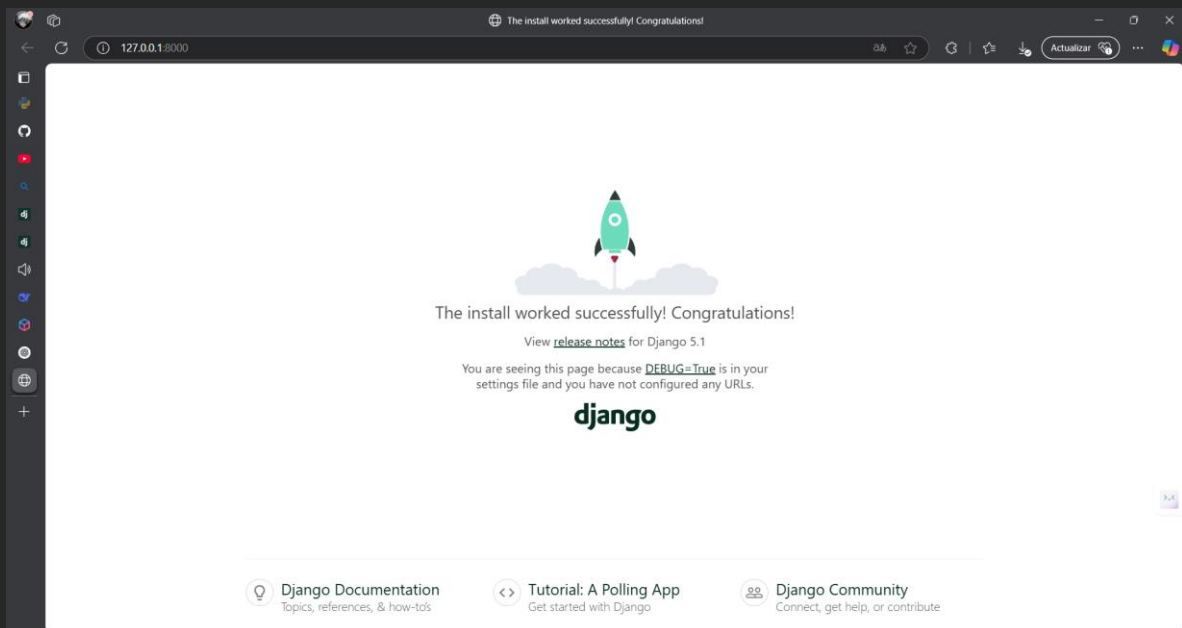 The install worked successfully! Congratulations!
127.0.0.1:8000
Actualizar
The install worked successfully! Congratulations!
View release notes for Django 5.1
You are seeing this page because DEBUG=True is in your
settings file and you have not configured any URLs.
django
Django Documentation
Topics, references, & how-to's
Tutorial: A Polling App
Get started with Django
Django Community
Connect, get help, or contribute